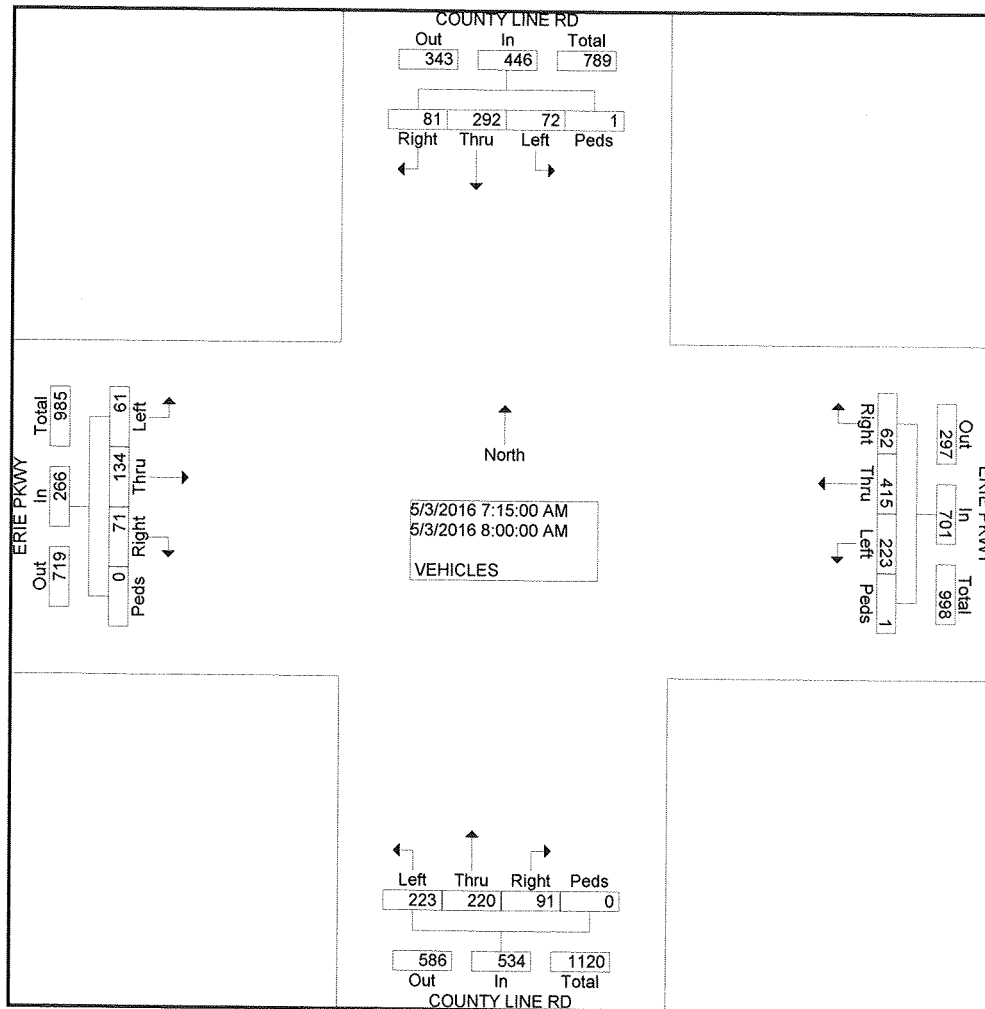 COUNTY LINE RD
Out In Total
343 446 789
81 292 72 1
Right Thru Left Peds
ERIE PKWY
Total In Out
985 266 719
61 134 71 0
Left Thru Right Peds
North
5/3/2016 7:15:00 AM
5/3/2016 8:00:00 AM
VEHICLES
Right Thru Left Peds
62 415 223 1
Out In Total
297 701 998
ERIE PKWY
Left Thru Right Peds
223 220 91 0
586 534 1120
Out In Total
COUNTY LINE RD